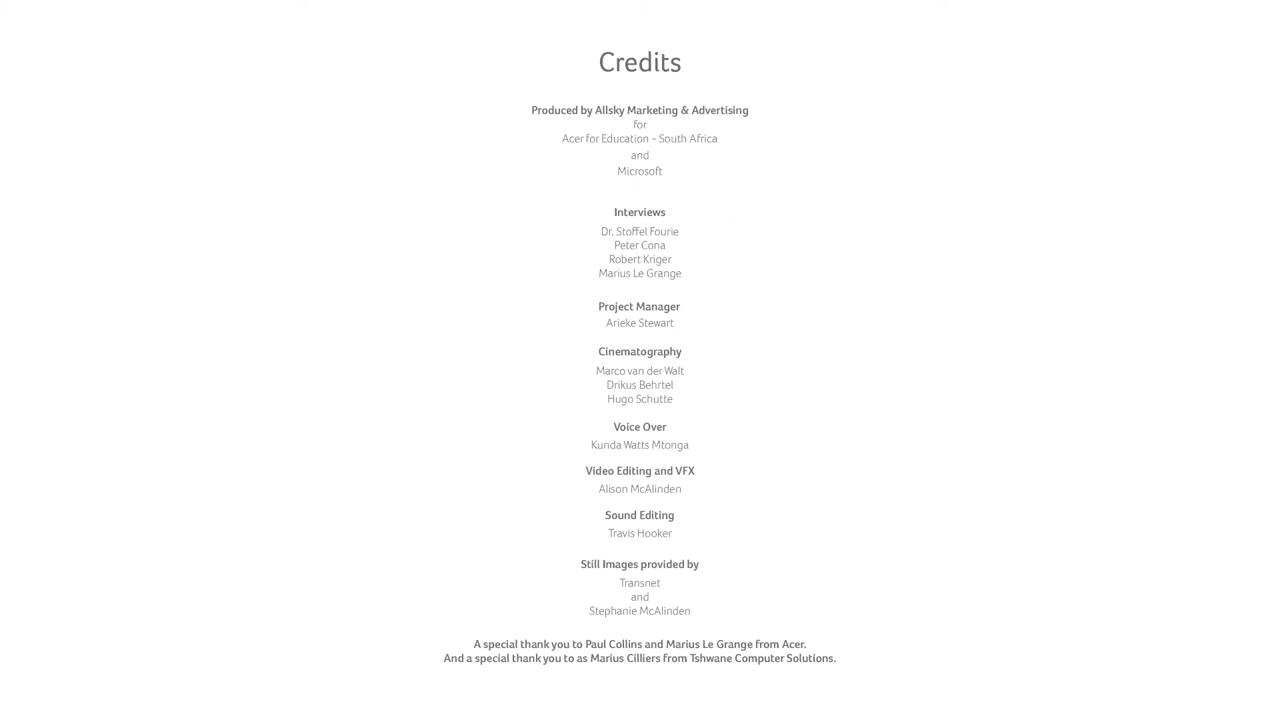 Credits
Produced by Allsky Marketing & Advertising
for
Acer for Education - South Africa
and
Microsoft
Interviews
Dr. Stoffel Fourie
Peter Cona
Robert Kriger
Marius Le Grange
Project Manager
Arieke Stewart
Cinematography
Marco van der Walt
Drikus Behrtel
Hugo Schutte
Voice Over
Kunda Watts Mtonga
Video Editing and VFX
Alison McAlinden
Sound Editing
Travis Hooker
Still Images provided by
Transnet
and
Stephanie McAlinden
A special thank you to Paul Collins and Marius Le Grange from Acer.
And a special thank you to as Marius Cilliers from Tshwane Computer Solutions.